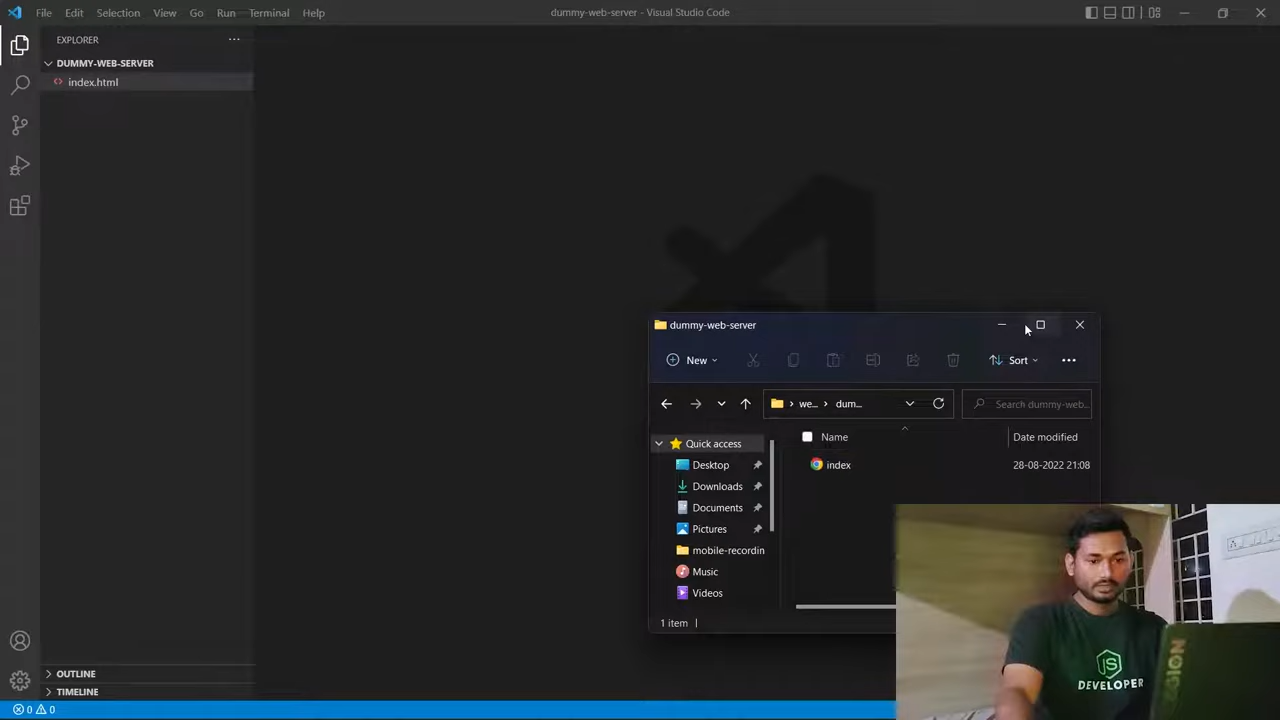 File Edit Selection View Go Run Terminal Help
dummy-web-server - Visual Studio Code
EXPLORER
DUMMY-WEB-SERVER
index.html
OUTLINE
TIMELINE
0 0
dummy-web-server
New
Sort
we... dum...
Search dummy-web...
Name Date modified
index 28-08-2022 21:08
Quick access
Desktop
Downloads
Documents
Pictures
mobile-recordin
Music
Videos
1 item
JS
DEVELOPER
LEGION